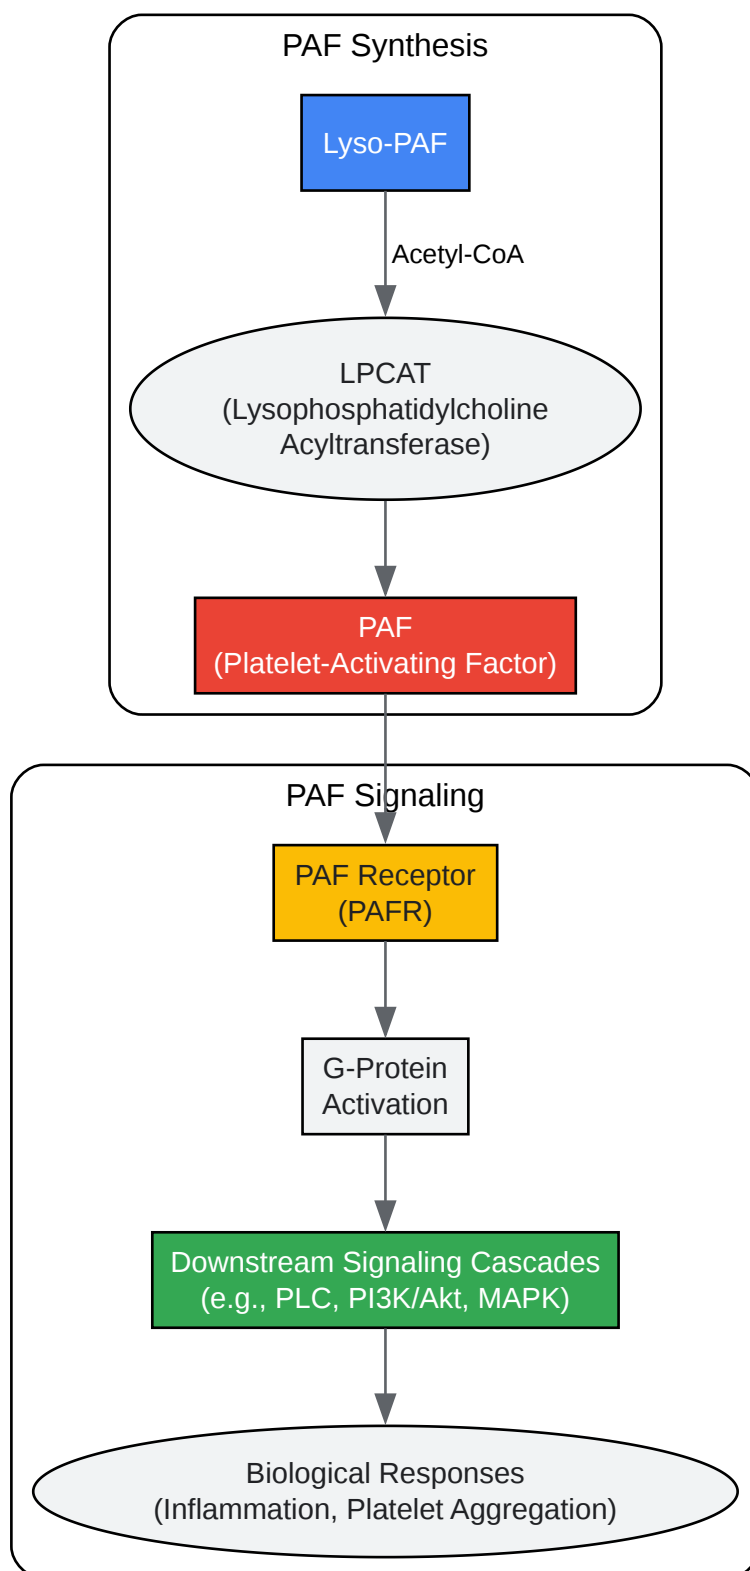 PAF Synthesis
Lyso-PAF
Acetyl-CoA
LPCAT
(Lysophosphatidylcholine
Acyltransferase)
PAF
(Platelet-Activating Factor)
PAF Signaling
PAF Receptor
(PAFR)
G-Protein
Activation
Downstream Signaling Cascades
(e.g., PLC, PI3K/Akt, MAPK)
Biological Responses
(Inflammation, Platelet Aggregation)